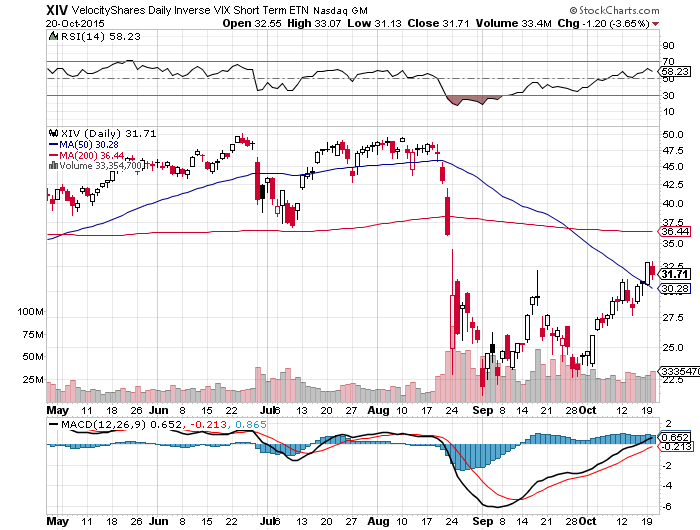 XIV VelocityShares Daily Inverse VIX Short Term ETN Nasdaq GM © StockCharts.com
20-Oct-2015 Open 32.55 High 33.07 Low 31.13 Close 31.71 Volume 33.4M Chg -1.20 (-3.65%)
RSI(14) 58.23
90
70
58.23
50
30
10
XIV (Daily) 31.71
MA(50) 30.28
MA(200) 36.44
Volume 33,354,700
50.0
47.5
45.0
42.5
40.0
36.44
35.0
32.5
31.71
30.28
27.5
25.0
22.5
3335470
100M
75M
50M
25M
May 11 18 26 Jun 8 15 22 Jul 6 13 20 27 Aug 10 17 24 Sep 8 14 21 28 Oct 12 19
MACD(12,26,9) 0.652, -0.213, 0.865
2
0.652
-0.213
-2
-4
-6
May 11 18 26 Jun 8 15 22 Jul 6 13 20 27 Aug 10 17 24 Sep 8 14 21 28 Oct 12 19